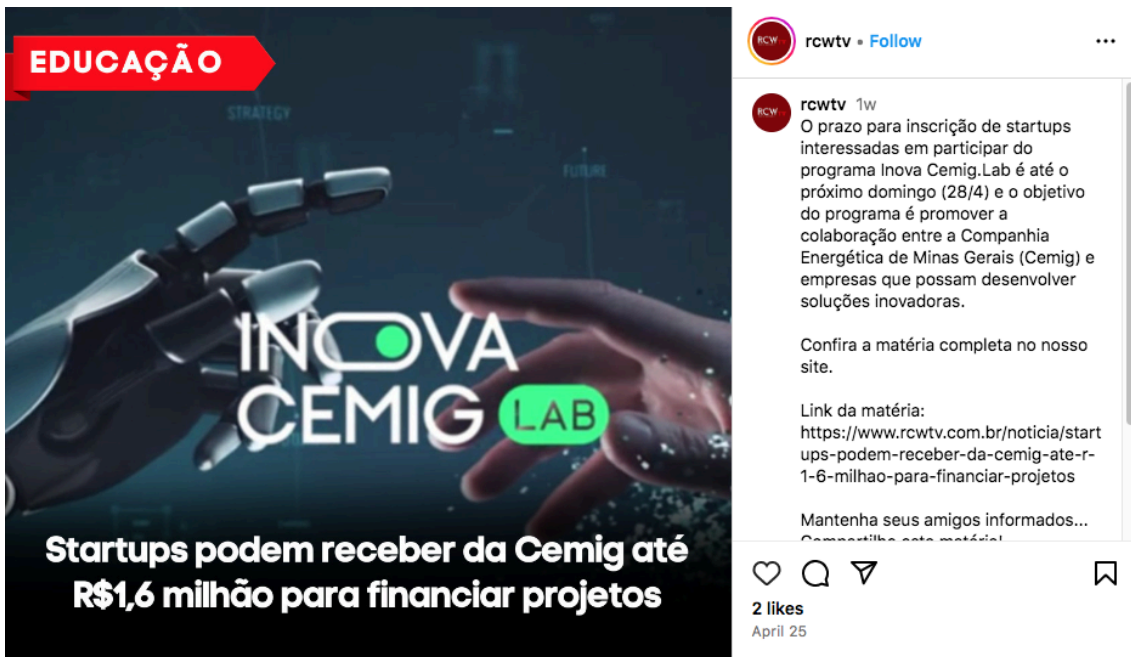 EDUCAÇÃO
STRATEGY
FUTURE
INOVA
CEMIG LAB
Startups podem receber da Cemig até
R$1,6 milhão para financiar projetos
RCW
rcwtv • Follow
RCW
rcwtv 1w
O prazo para inscrição de startups
interessadas em participar do
programa Inova Cemig.Lab é até o
próximo domingo (28/4) e o objetivo
do programa é promover a
colaboração entre a Companhia
Energética de Minas Gerais (Cemig) e
empresas que possam desenvolver
soluções inovadoras.
Confira a matéria completa no nosso
site.
Link da matéria:
https://www.rcwtv.com.br/noticia/start
ups-podem-receber-da-cemig-ate-r-
1-6-milhao-para-financiar-projetos
Mantenha seus amigos informados...
2 likes
April 25